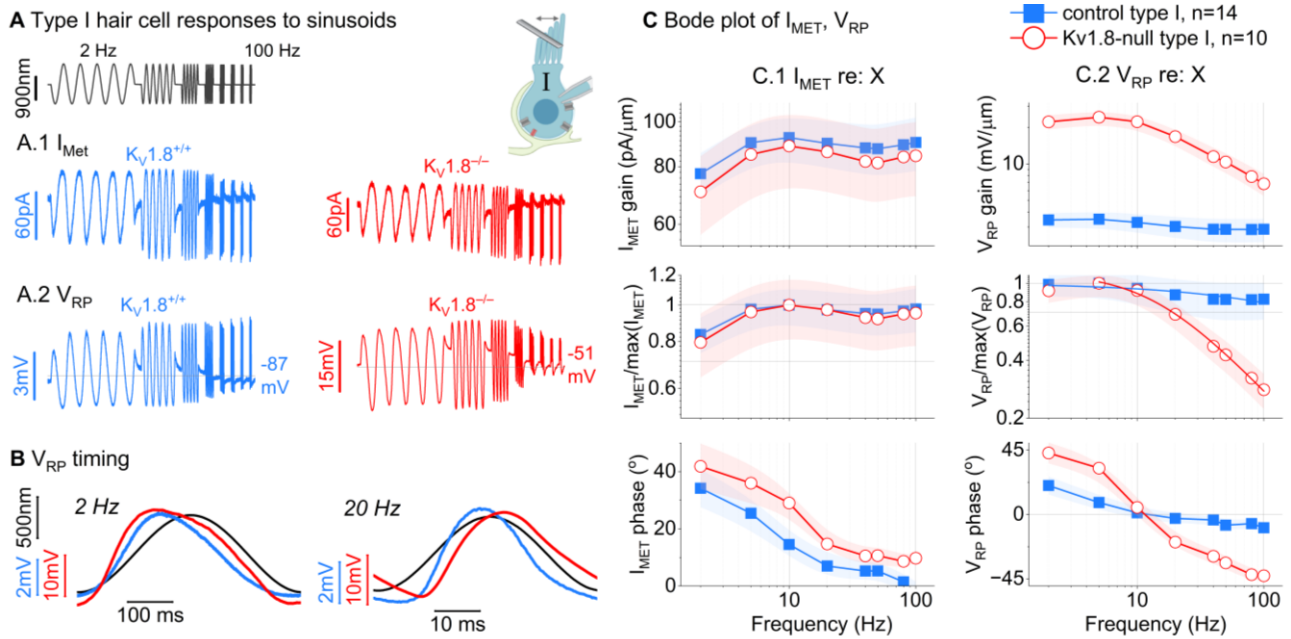 A Type I hair cell responses to sinusoids
2 Hz
100 Hz
900nm
I
A.1 I_Met
K_V1.8^+/+
K_V1.8^−/−
60pA
60pA
A.2 V_RP
K_V1.8^+/+
K_V1.8^−/−
3mV
-87
mV
15mV
-51
mV
B V_RP timing
500nm
2 Hz
20 Hz
2mV
10mV
100 ms
2mV
10mV
10 ms
C Bode plot of I_MET, V_RP
control type I, n=14
Kv1.8-null type I, n=10
C.1 I_MET re: X
C.2 V_RP re: X
I_MET gain (pA/μm)
100
80
60
V_RP gain (mV/μm)
10
I_MET/max(I_MET)
1.2
1
0.8
0.6
V_RP/max(V_RP)
1
0.8
0.6
0.4
0.2
I_MET phase (°)
40
20
0
10
100
Frequency (Hz)
V_RP phase (°)
45
0
−45
10
100
Frequency (Hz)